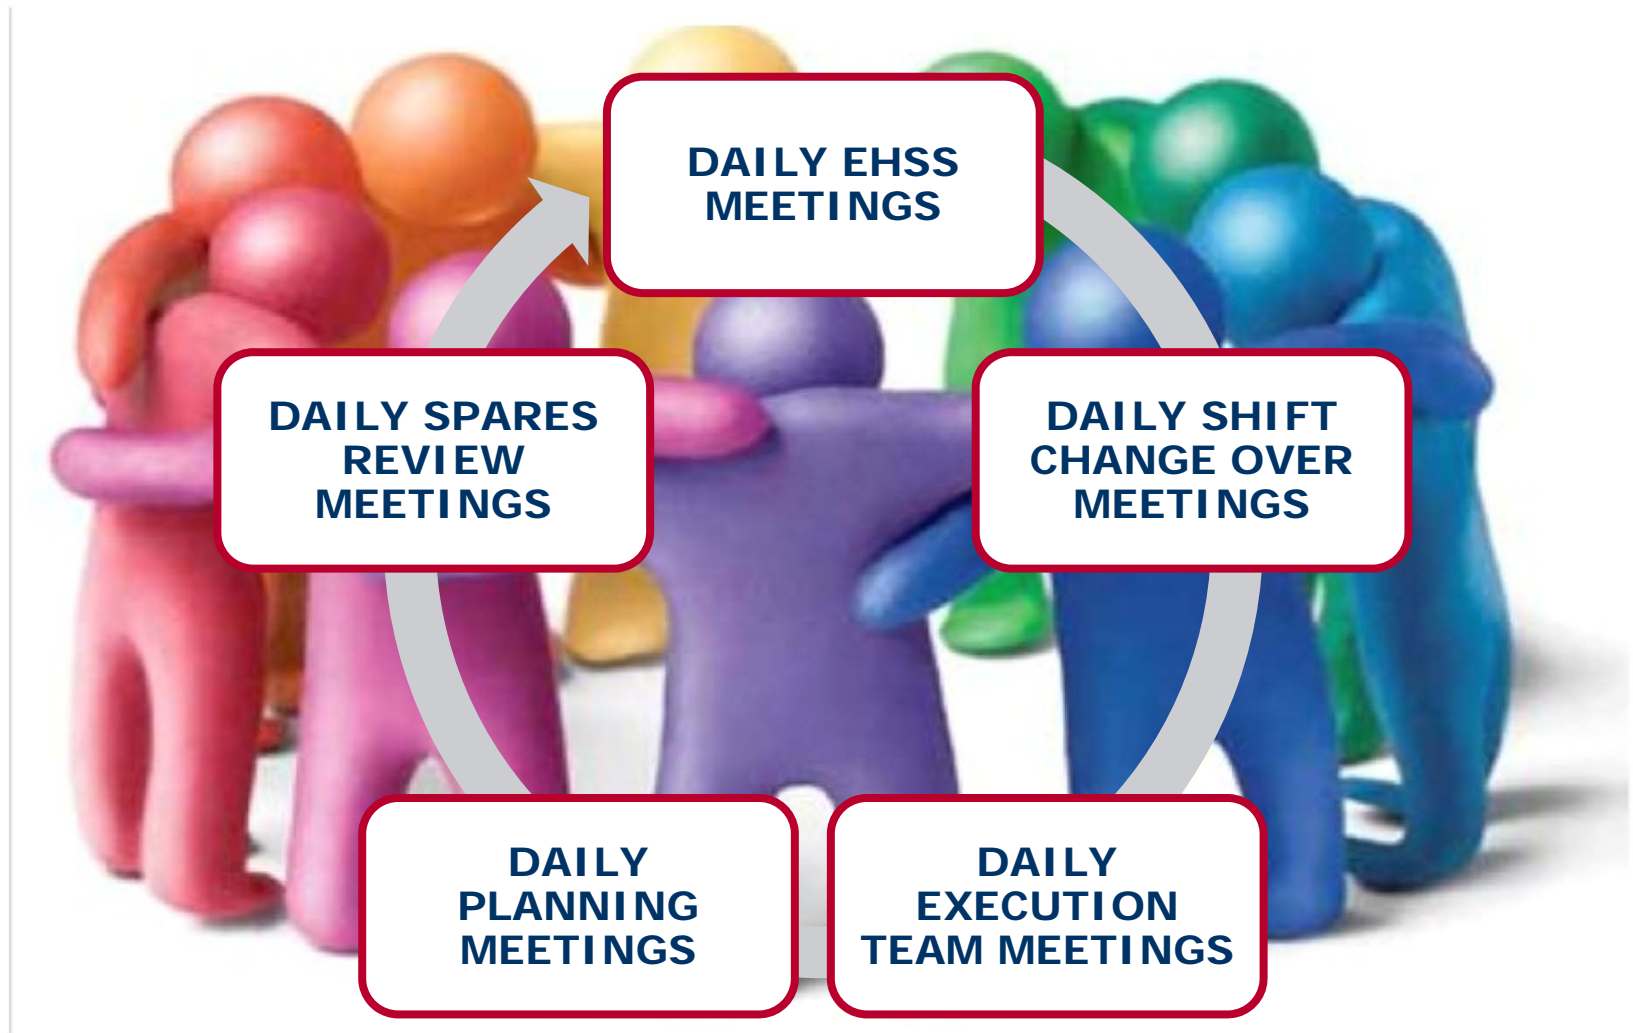 DAILY EHSS
MEETINGS
DAILY SHIFT
CHANGE OVER
MEETINGS
DAILY
EXECUTION
TEAM MEETINGS
DAILY
PLANNING
MEETINGS
DAILY SPARES
REVIEW
MEETINGS